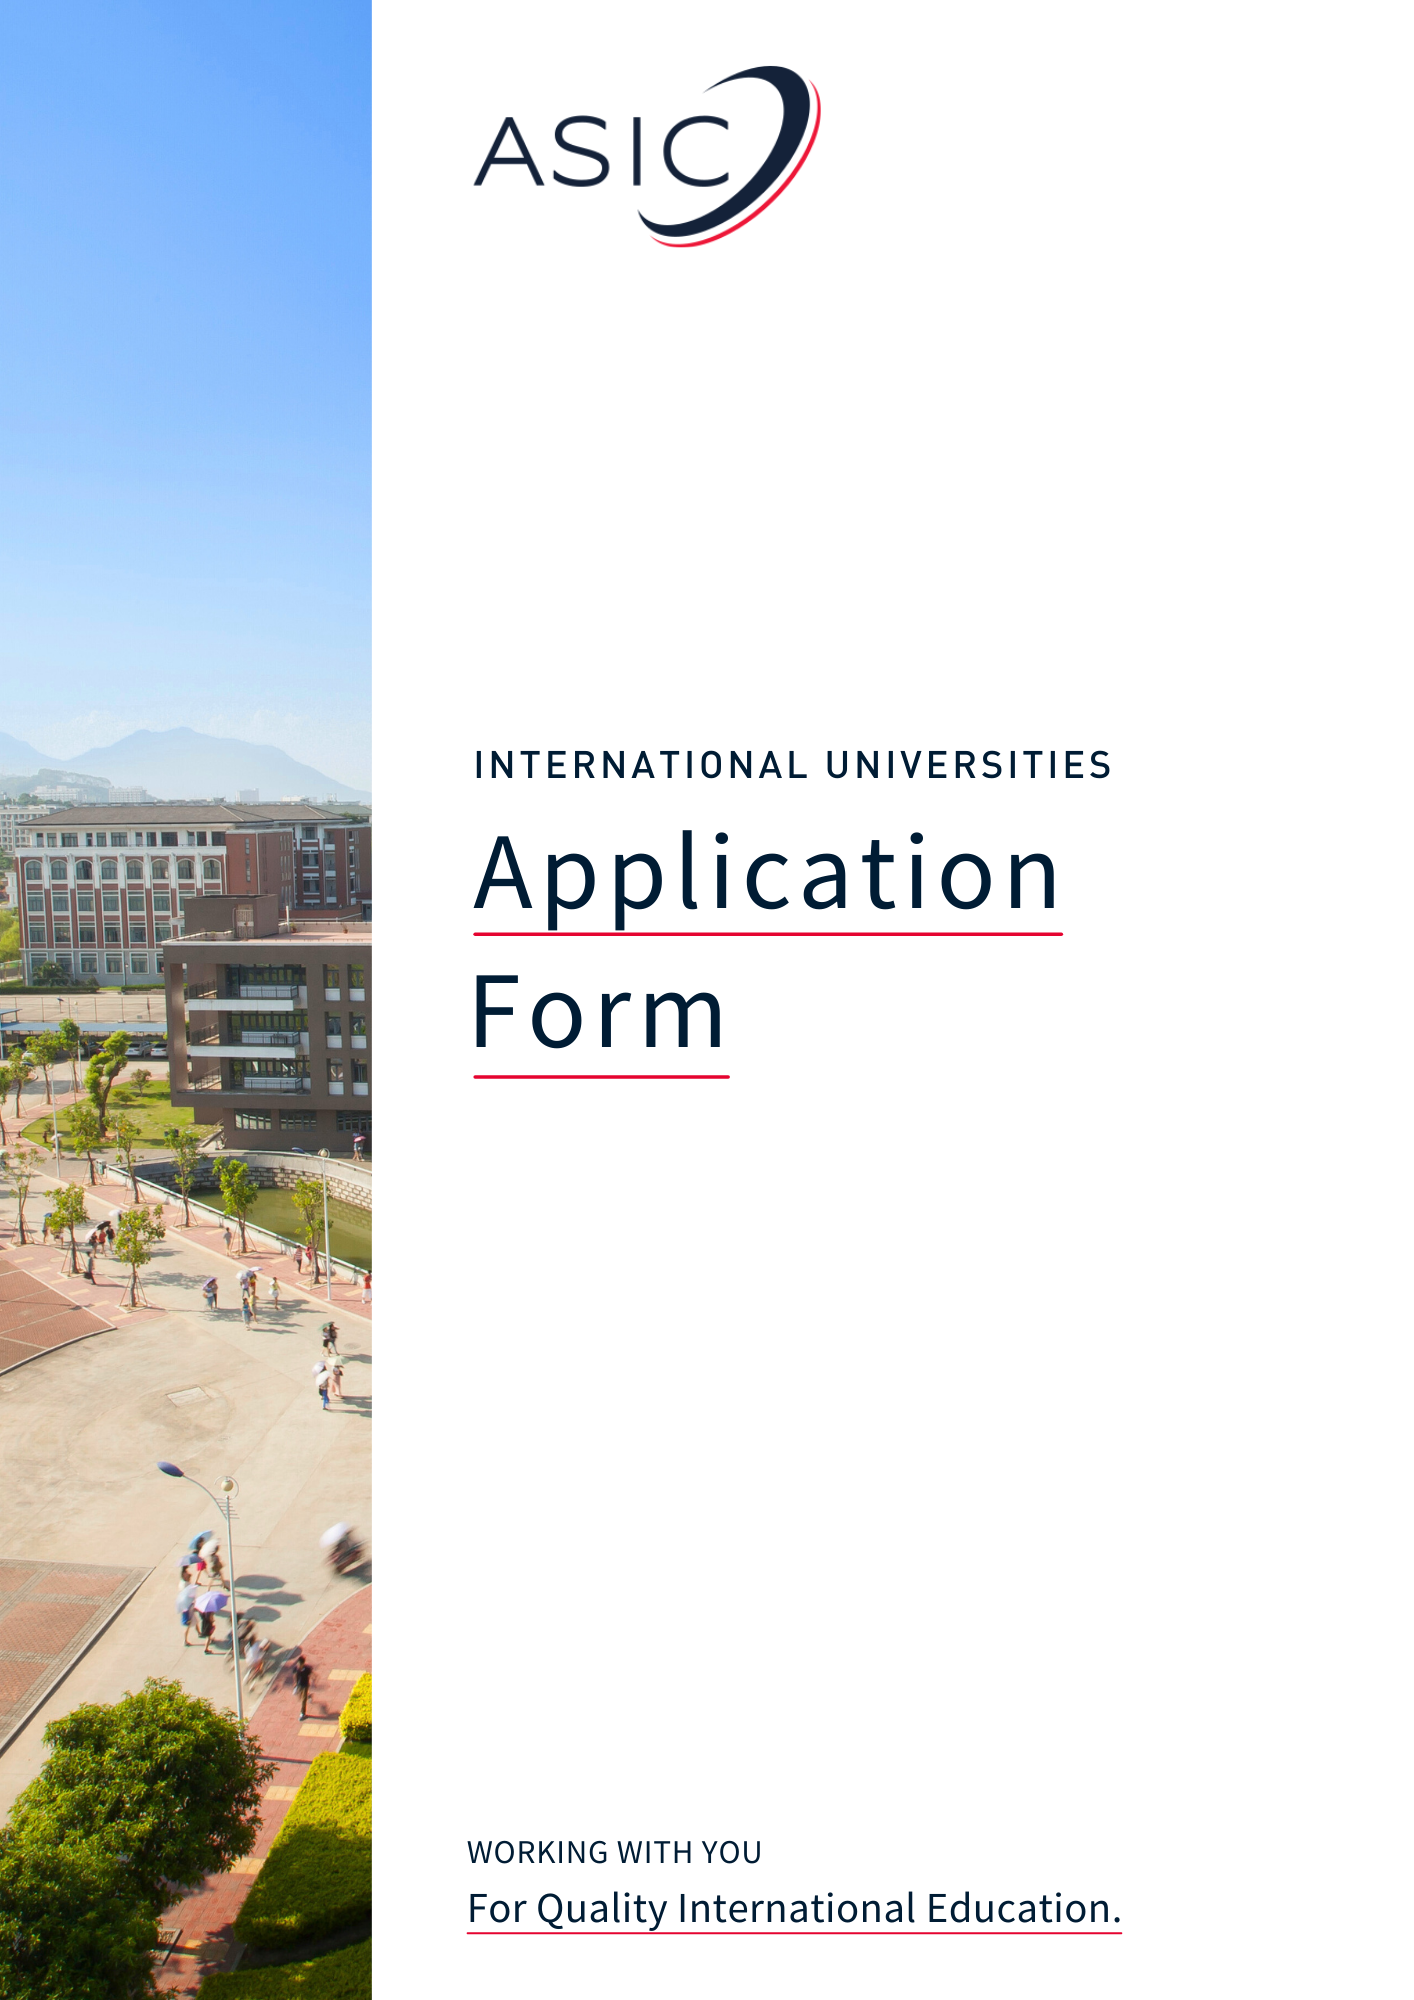 ASIC
INTERNATIONAL UNIVERSITIES
Application
Form
WORKING WITH YOU
For Quality International Education.